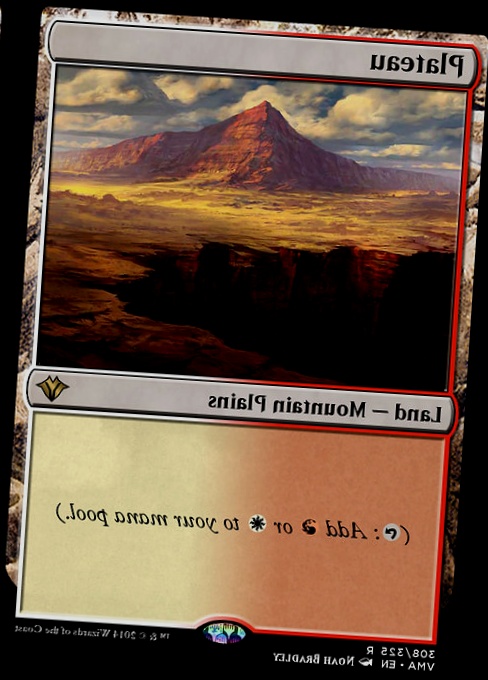 Plateau
Land — Mountain Plains
(: Add or to your mana pool.)
308/325 R
VMA • EN NOAH BRADLEY
™ & © 2014 Wizards of the Coast